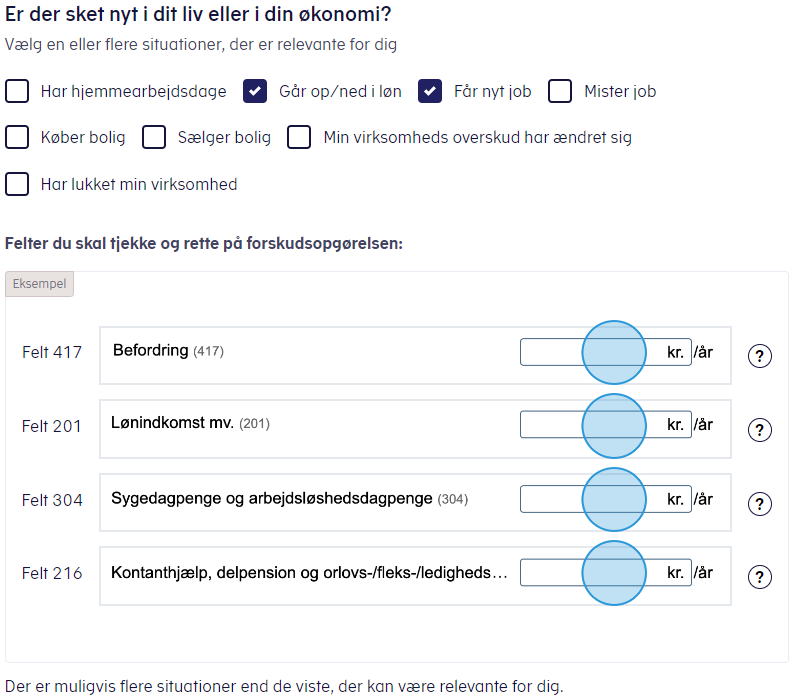 Er der sket nyt i dit liv eller i din økonomi?
Vælg en eller flere situationer, der er relevante for dig
Har hjemmearbejdsdage Går op/ned i løn Får nyt job Mister job
Køber bolig Sælger bolig Min virksomheds overskud har ændret sig
Har lukket min virksomhed
Felter du skal tjekke og rette på forskudsopgørelsen:
Eksempel
Felt 417 Befordring (417) kr. /år ?
Felt 201 Lønindkomst mv. (201) kr. /år ?
Felt 304 Sygedagpenge og arbejdsløshedsdagpenge (304) kr. /år ?
Felt 216 Kontanthjælp, delpension og orlovs-/fleks-/ledigheds... kr. /år ?
Der er muligvis flere situationer end de viste, der kan være relevante for dig.